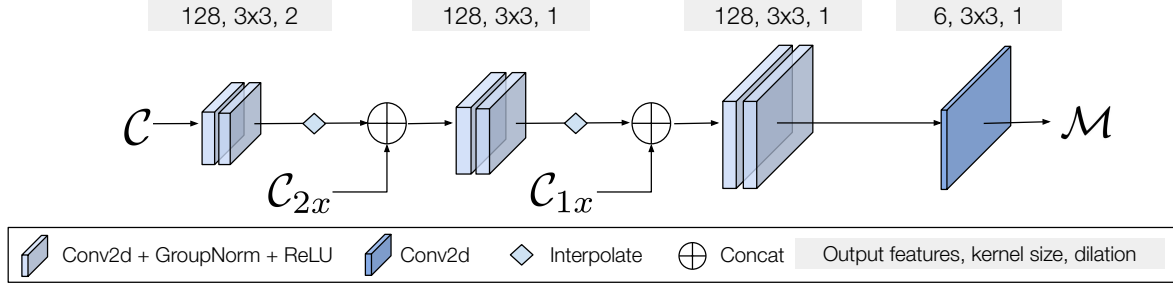 128, 3x3, 2
128, 3x3, 1
128, 3x3, 1
6, 3x3, 1
𝒞
ℳ
𝒞₂ₓ
𝒞₁ₓ
Conv2d + GroupNorm + ReLU
Conv2d
Interpolate
Concat
Output features, kernel size, dilation